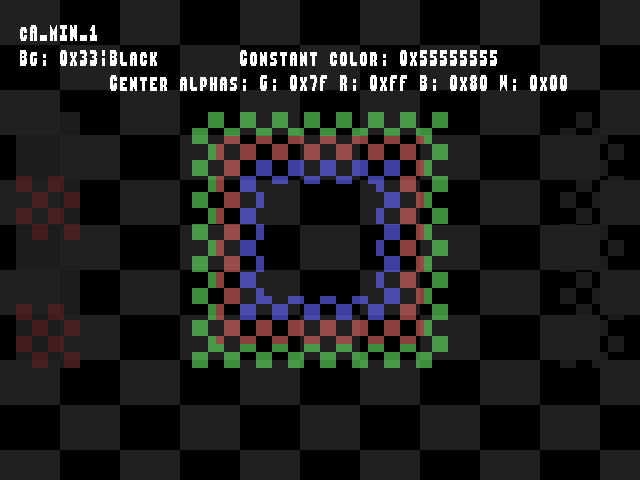 cA_MIN_1
Bg: 0x33¦Black Constant color: 0x55555555
Center alphas: G: 0x7f R: 0xff B: 0x80 W: 0x00